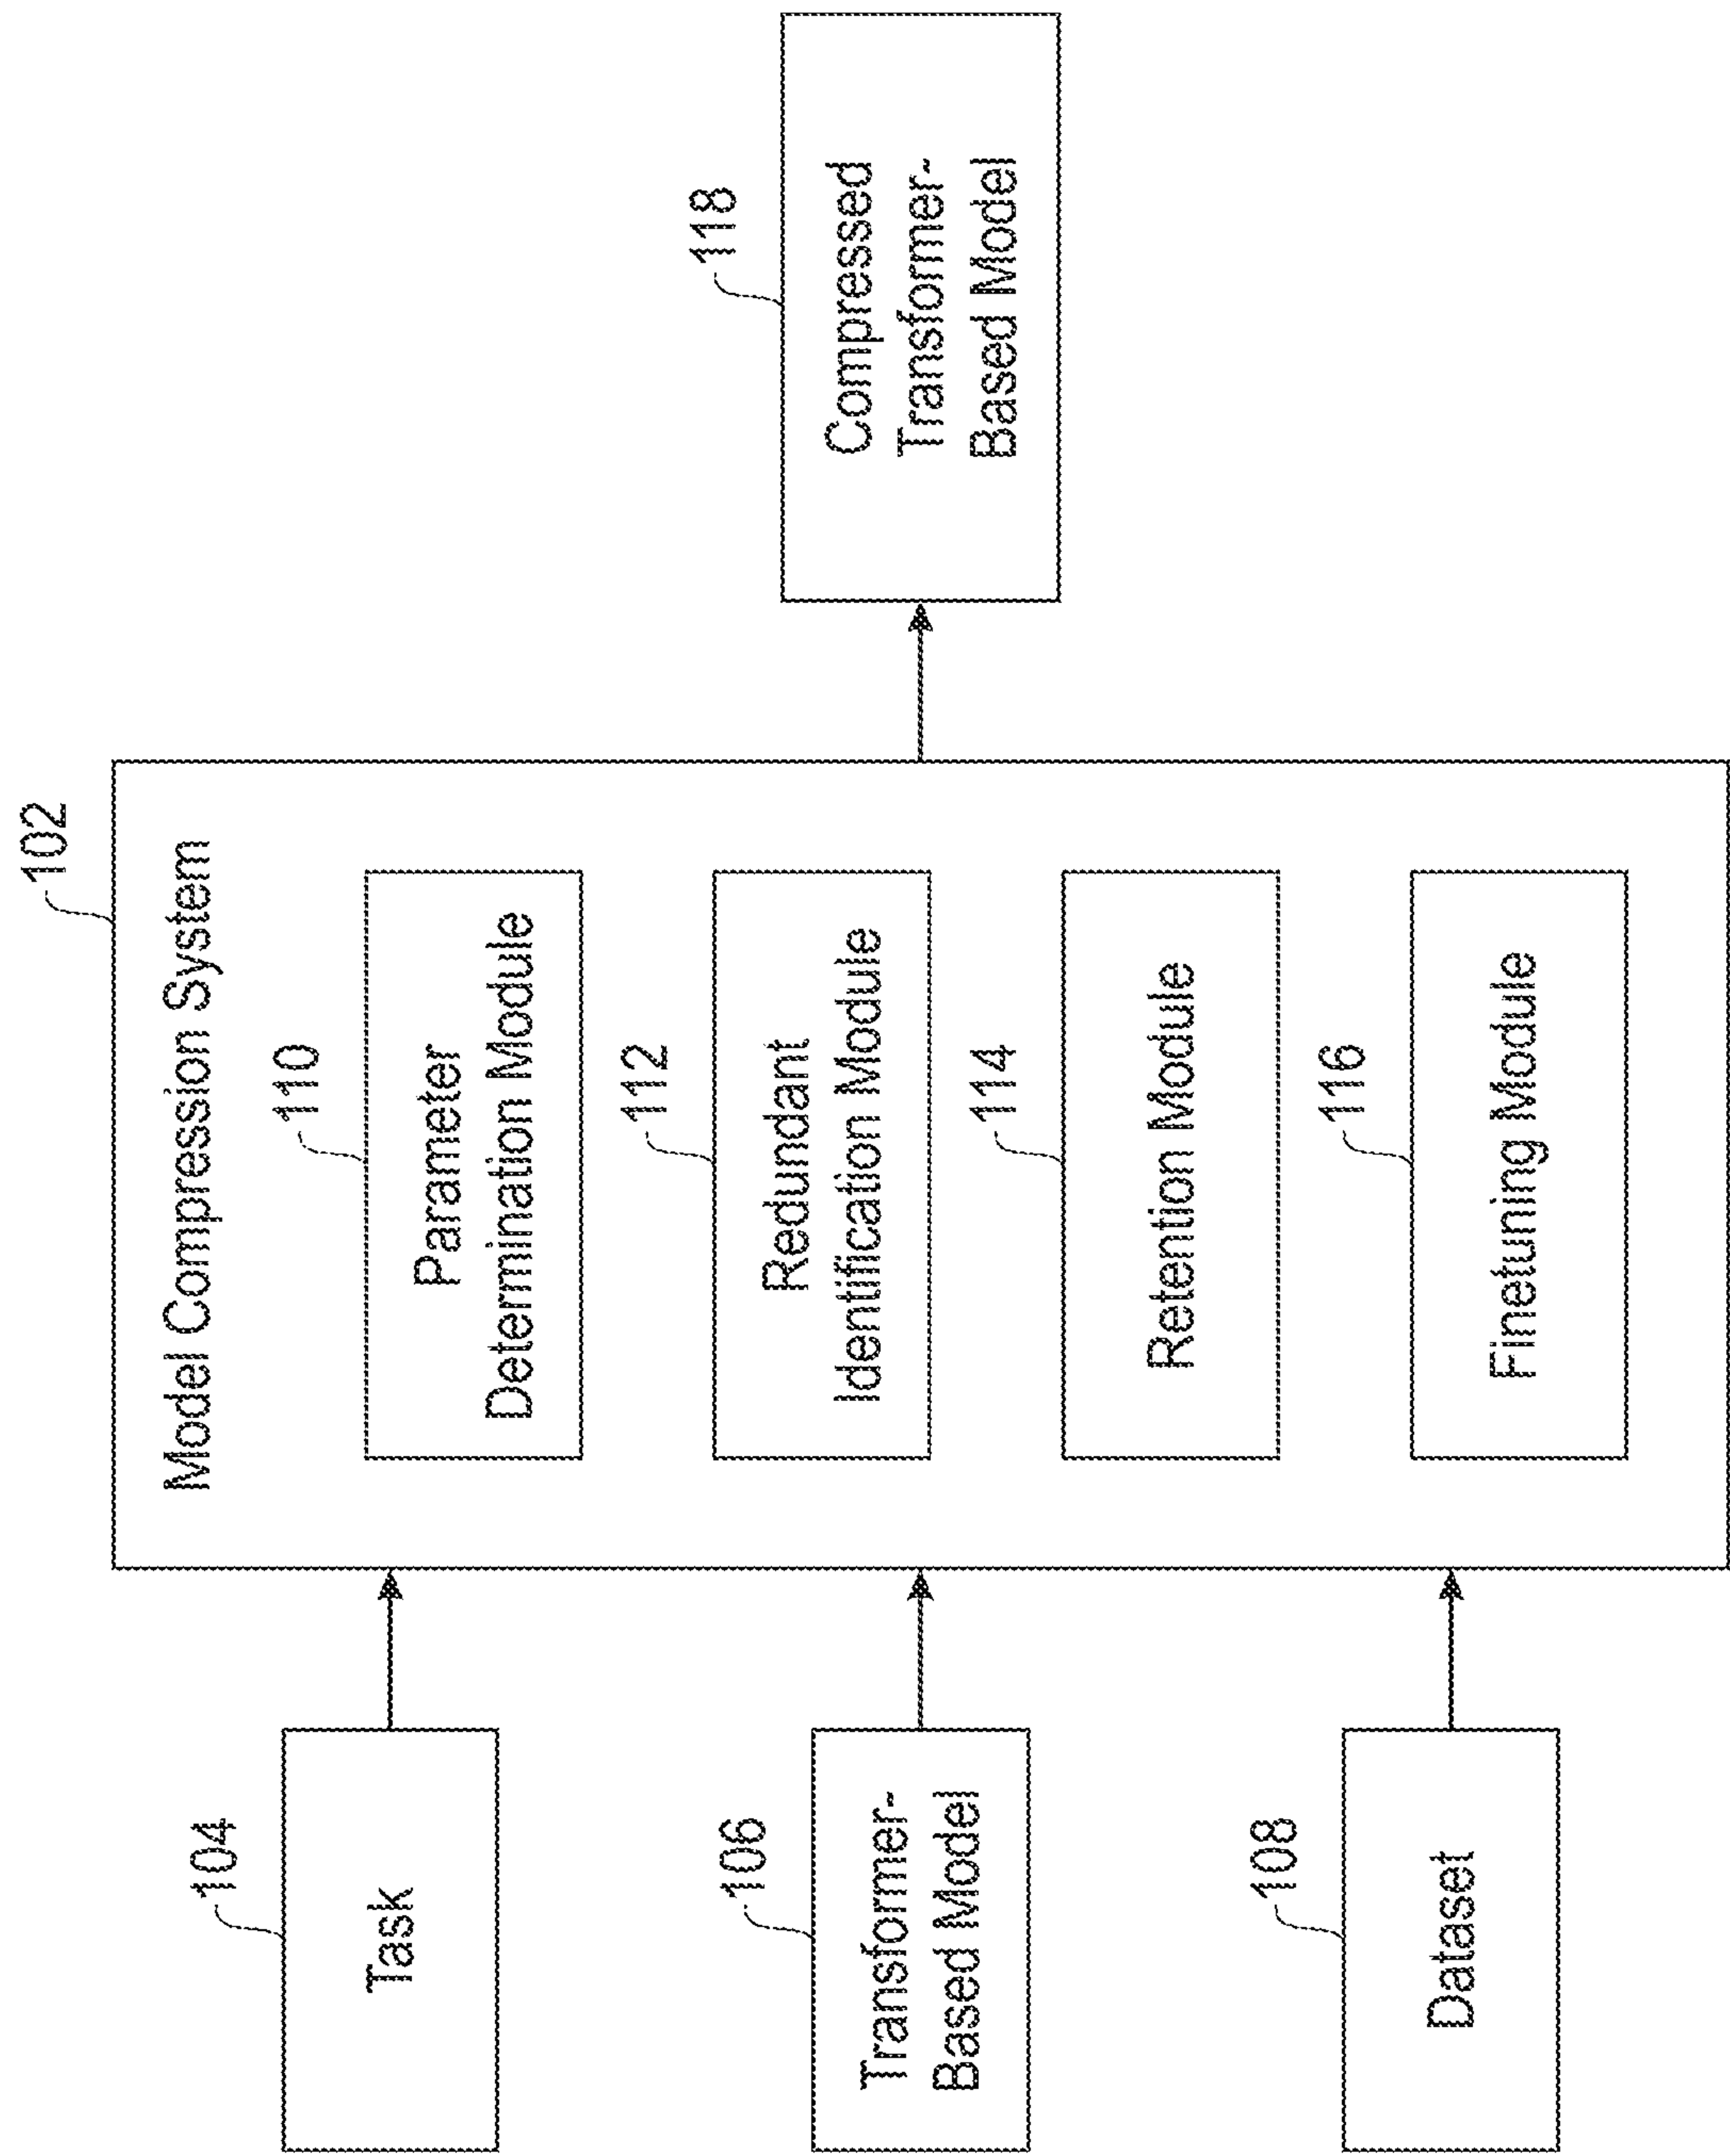 102
Model Compression System
104
Task
110
Parameter
Determination Module
106
Transformer-
Based Model
112
Redundant
Identification Module
118
Compressed
Transformer-
Based Model
114
Retention Module
108
Dataset
116
Finetuning Module